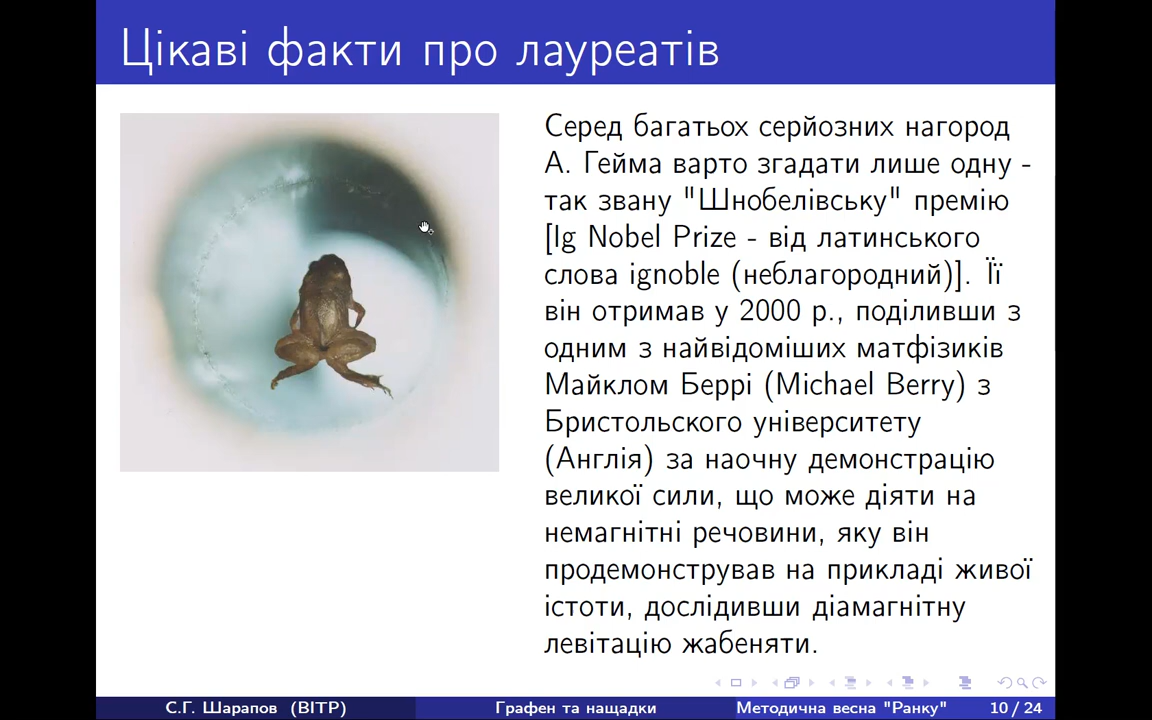 Цікаві факти про лауреатів
Серед багатьох серйозних нагород
А. Гейма варто згадати лише одну -
так звану "Шнобелівську" премію
[Ig Nobel Prize - від латинського
слова ignoble (неблагородний)]. Її
він отримав у 2000 р., поділивши з
одним з найвідоміших матфізиків
Майклом Беррі (Michael Berry) з
Бристольского університету
(Англія) за наочну демонстрацію
великої сили, що може діяти на
немагнітні речовини, яку він
продемонстрував на прикладі живої
істоти, дослідивши діамагнітну
левітацію жабеняти.
С.Г. Шарапов (ВІТР) Графен та нащадки Методична весна "Ранку" 10 / 24